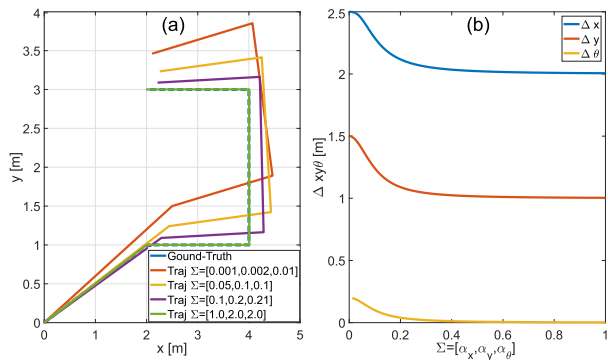 (a)
4
3.5
3
2.5
2
1.5
1
0.5
0
y [m]
Gound-Truth
Traj Σ=[0.001,0.002,0.01]
Traj Σ=[0.05,0.1,0.1]
Traj Σ=[0.1,0.2,0.21]
Traj Σ=[1.0,2.0,2.0]
0 1 2 3 4 5
x [m]
(b)
2.5
2
1.5
1
0.5
0
Δ xyθ [m]
Δ x
Δ y
Δ θ
0 0.2 0.4 0.6 0.8 1
Σ=[α_x,α_y,α_θ]